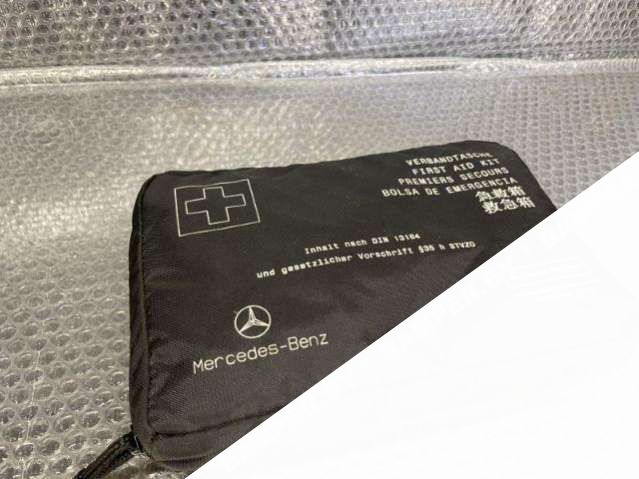 VERBANDTASCHE
FIRST AID KIT
PREMIERS SECOURS
BOLSA DE EMERGENCIA
急救箱
救急箱
Inhalt nach DIN 13164
und gesetzlicher Vorschrift §35 h STVZO
Mercedes-Benz